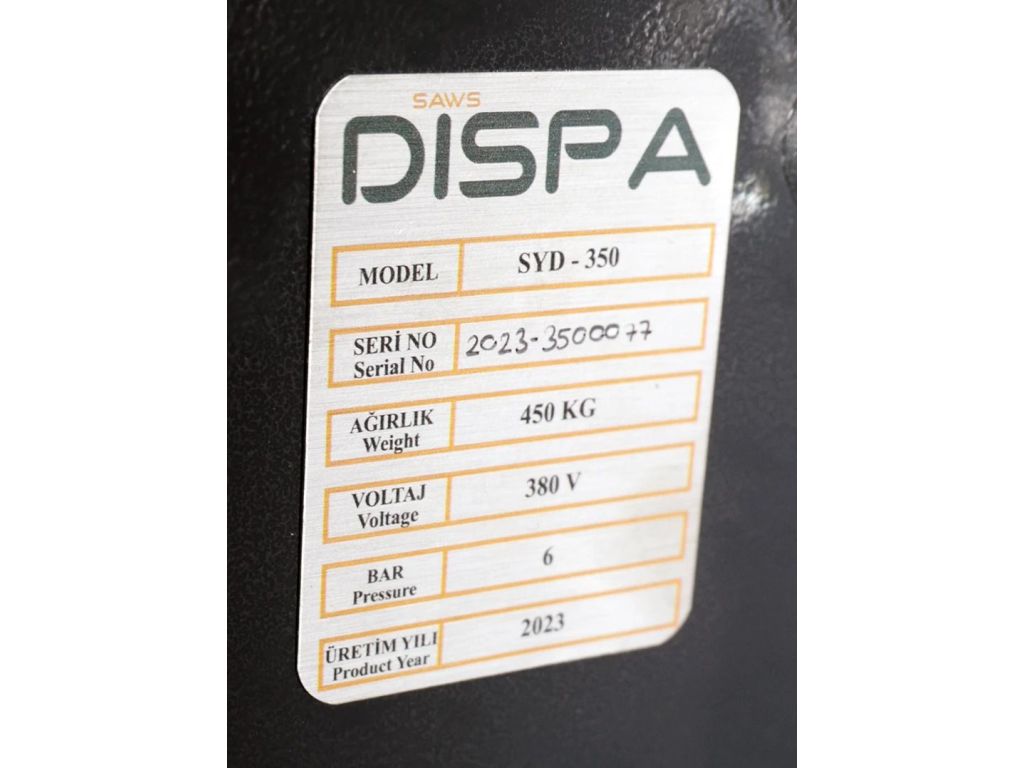 SAWS
DISPA
MODEL SYD - 350
SERİ NO
Serial No
2023-3500077
AĞIRLIK
Weight
450 KG
VOLTAJ
Voltage
380 V
BAR
Pressure
6
ÜRETİM YILI
Product Year
2023